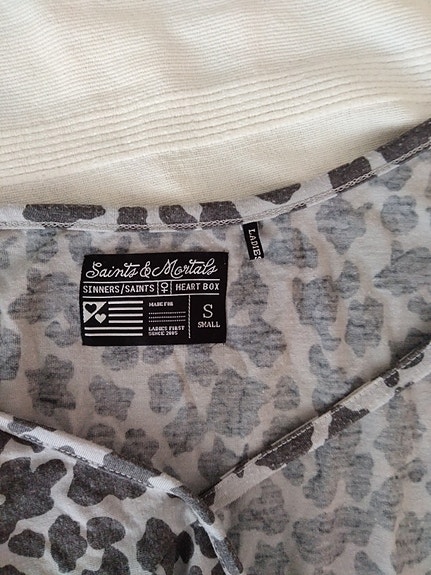 Saints & Mortals
SINNERS/SAINTS ♀ HEART BOX
MADE FOR
LADIES FIRST
SINCE 2005
S
SMALL
LADIES